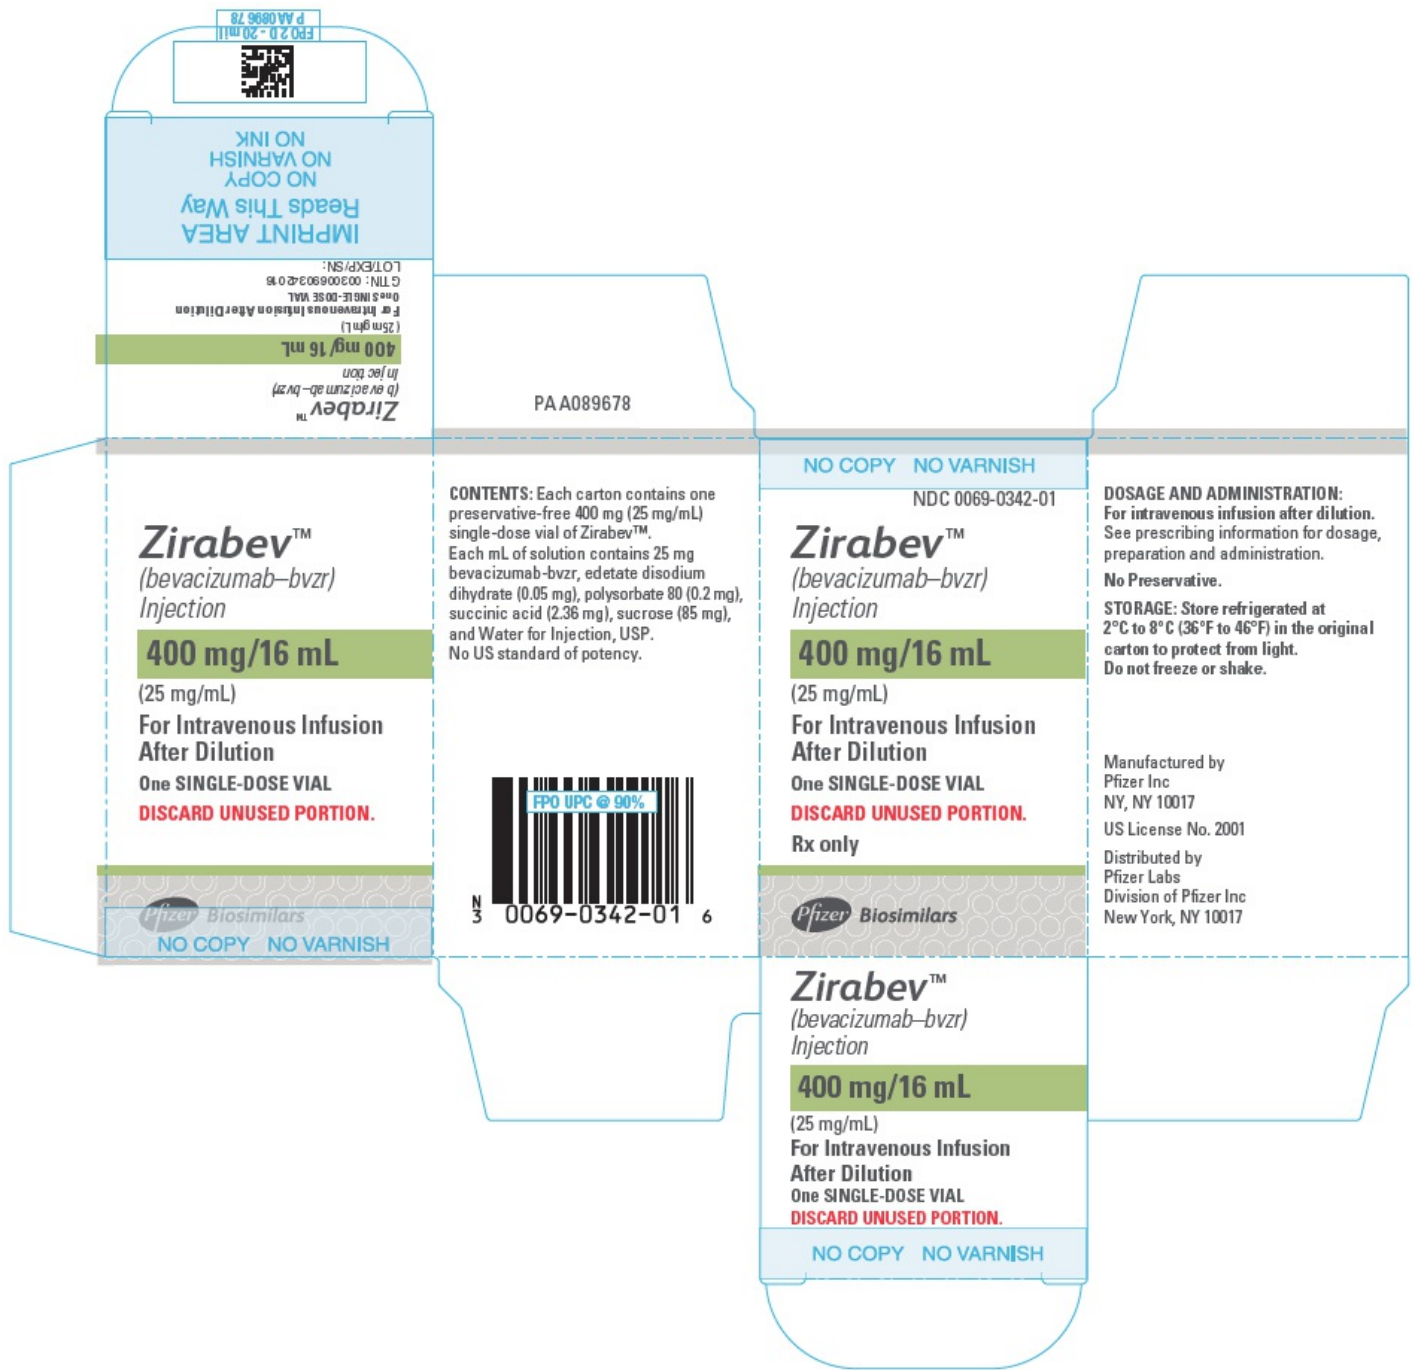 FPO 2 D - 20 mil
P AA 0896 78
IMPRINT AREA
Reads This Way
NO COPY
NO VARNISH
NO INK
Zirabev™
(bevacizumab–bvzr)
Injection
400 mg/16 mL
(25mg/mL)
For Intravenous Infusion After Dilution
One SINGLE-DOSE VIAL
GTIN: 00300690342016
LOT/EXP/SN:
PAA089678
Zirabev™
(bevacizumab–bvzr)
Injection
400 mg/16 mL
(25 mg/mL)
For Intravenous Infusion
After Dilution
One SINGLE-DOSE VIAL
DISCARD UNUSED PORTION.
Pfizer Biosimilars
NO COPY NO VARNISH
CONTENTS: Each carton contains one
preservative-free 400 mg (25 mg/mL)
single-dose vial of Zirabev™.
Each mL of solution contains 25 mg
bevacizumab-bvzr, edetate disodium
dihydrate (0.05 mg), polysorbate 80 (0.2 mg),
succinic acid (2.36 mg), sucrose (85 mg),
and Water for Injection, USP.
No US standard of potency.
FPO UPC @ 90%
N
3 0069-0342-01 6
NO COPY NO VARNISH
NDC 0069-0342-01
Zirabev™
(bevacizumab–bvzr)
Injection
400 mg/16 mL
(25 mg/mL)
For Intravenous Infusion
After Dilution
One SINGLE-DOSE VIAL
DISCARD UNUSED PORTION.
Rx only
Pfizer Biosimilars
Zirabev™
(bevacizumab–bvzr)
Injection
400 mg/16 mL
(25 mg/mL)
For Intravenous Infusion
After Dilution
One SINGLE-DOSE VIAL
DISCARD UNUSED PORTION.
NO COPY NO VARNISH
DOSAGE AND ADMINISTRATION:
For intravenous infusion after dilution.
See prescribing information for dosage,
preparation and administration.
No Preservative.
STORAGE: Store refrigerated at
2°C to 8°C (36°F to 46°F) in the original
carton to protect from light.
Do not freeze or shake.
Manufactured by
Pfizer Inc
NY, NY 10017
US License No. 2001
Distributed by
Pfizer Labs
Division of Pfizer Inc
New York, NY 10017